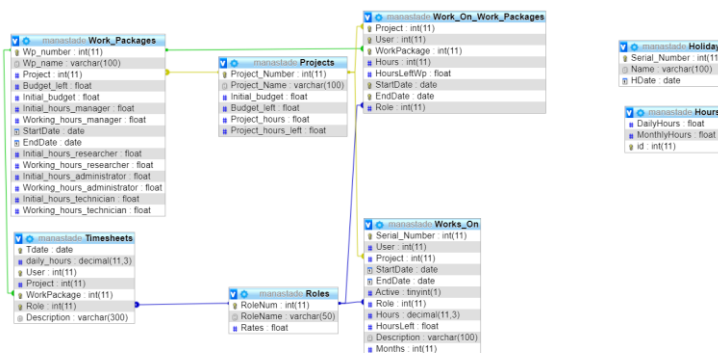 manastade Work_Packages
Wp_number : int(11)
Wp_name : varchar(100)
Project : int(11)
Budget_left : float
Initial_budget : float
Initial_hours_manager : float
Working_hours_manager : float
StartDate : date
EndDate : date
Initial_hours_researcher : float
Working_hours_researcher : float
Initial_hours_administrator : float
Working_hours_administrator : float
Initial_hours_technician : float
Working_hours_technician : float
manastade Timesheets
Tdate : date
daily_hours : decimal(11,3)
User : int(11)
Project : int(11)
WorkPackage : int(11)
Role : int(11)
Description : varchar(300)
manastade Projects
Project_Number : int(11)
Project_Name : varchar(100)
Initial_budget : float
Budget_left : float
Project_hours : float
Project_hours_left : float
manastade Roles
RoleNum : int(11)
RoleName : varchar(50)
Rates : float
manastade Work_On_Work_Packages
Project : int(11)
User : int(11)
WorkPackage : int(11)
Hours : int(11)
HoursLeftWp : float
StartDate : date
EndDate : date
Role : int(11)
manastade Works_On
Serial_Number : int(11)
User : int(11)
Project : int(11)
StartDate : date
EndDate : date
Active : tinyint(1)
Role : int(11)
Hours : decimal(11,3)
HoursLeft : float
Description : varchar(100)
Months : int(11)
manastade Holiday
Serial_Number : int(11
Name : varchar(100)
HDate : date
manastade Hours
DailyHours : float
MonthlyHours : float
id : int(11)